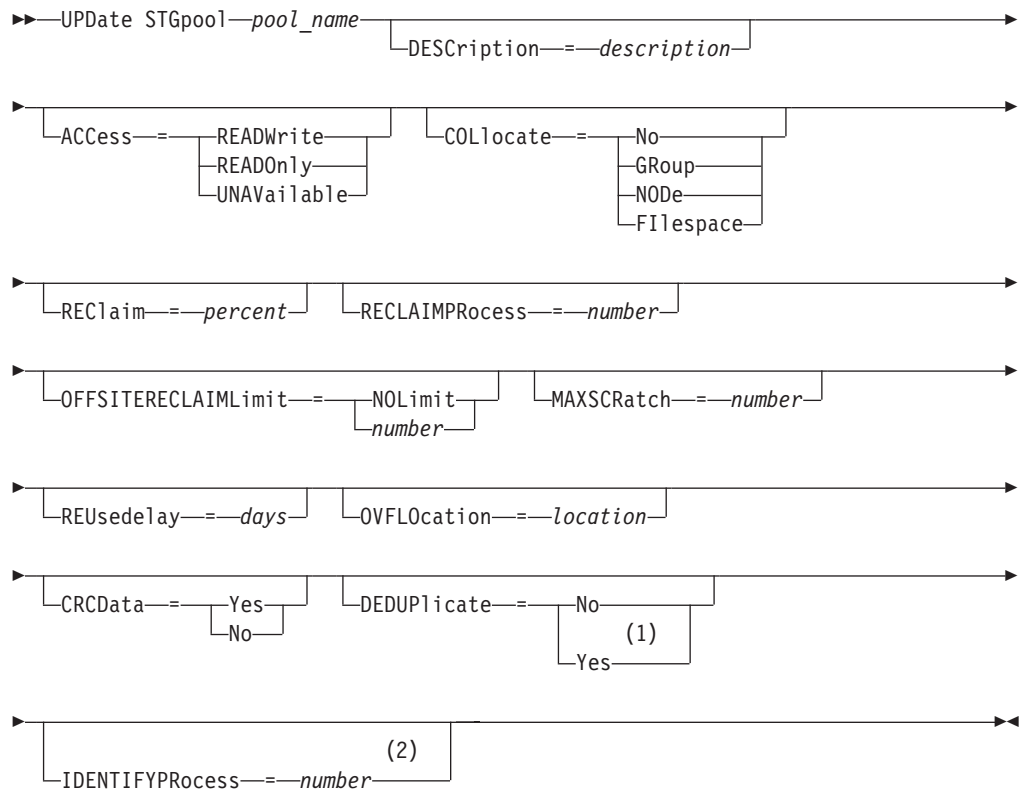 UPDate STGpool pool_name
DESCription = description
ACCess = READWrite
READOnly
UNAVailable
COLlocate = No
GRoup
NODe
FIlespace
REClaim = percent
RECLAIMPRocess = number
OFFSITERECLAIMLimit = NOLimit
number
MAXSCRatch = number
REUsedelay = days
OVFLOcation = location
CRCData = Yes
No
DEDUPlicate = No
(1)
Yes
(2)
IDENTIFYPRocess = number